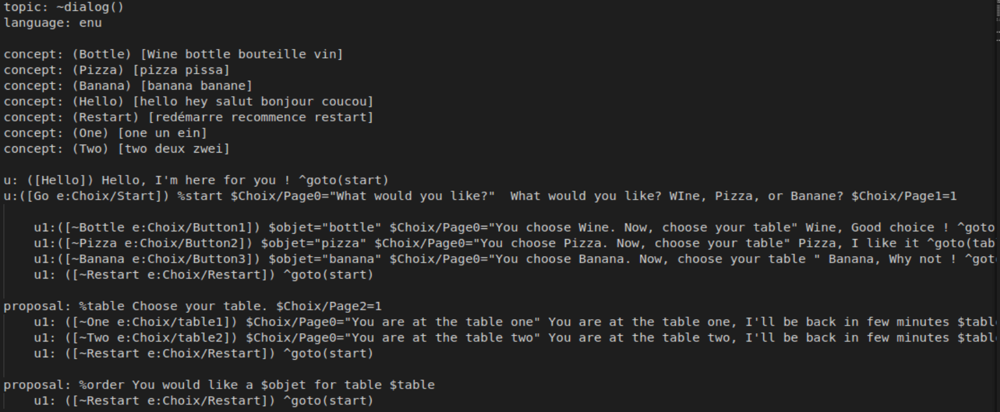 topic: ~dialog()
language: enu
concept: (Bottle) [Wine bottle bouteille vin]
concept: (Pizza) [pizza pissa]
concept: (Banana) [banana banane]
concept: (Hello) [hello hey salut bonjour coucou]
concept: (Restart) [redémarre recommence restart]
concept: (One) [one un ein]
concept: (Two) [two deux zwei]
u: ([Hello]) Hello, I'm here for you ! ^goto(start)
u:([Go e:Choix/Start]) %start $Choix/Page0="What would you like?"  What would you like? WIne, Pizza, or Banane? $Choix/Page1=1
u1:([~Bottle e:Choix/Button1]) $objet="bottle" $Choix/Page0="You choose Wine. Now, choose your table" Wine, Good choice ! ^goto
u1:([~Pizza e:Choix/Button2]) $objet="pizza" $Choix/Page0="You choose Pizza. Now, choose your table" Pizza, I like it ^goto(tab
u1:([~Banana e:Choix/Button3]) $objet="banana" $Choix/Page0="You choose Banana. Now, choose your table " Banana, Why not ! ^got
u1: ([~Restart e:Choix/Restart]) ^goto(start)
proposal: %table Choose your table. $Choix/Page2=1
u1: ([~One e:Choix/table1]) $Choix/Page0="You are at the table one" You are at the table one, I'll be back in few minutes $tabl
u1: ([~Two e:Choix/table2]) $Choix/Page0="You are at the table two" You are at the table two, I'll be back in few minutes $tabl
u1: ([~Restart e:Choix/Restart]) ^goto(start)
proposal: %order You would like a $objet for table $table
u1: ([~Restart e:Choix/Restart]) ^goto(start)